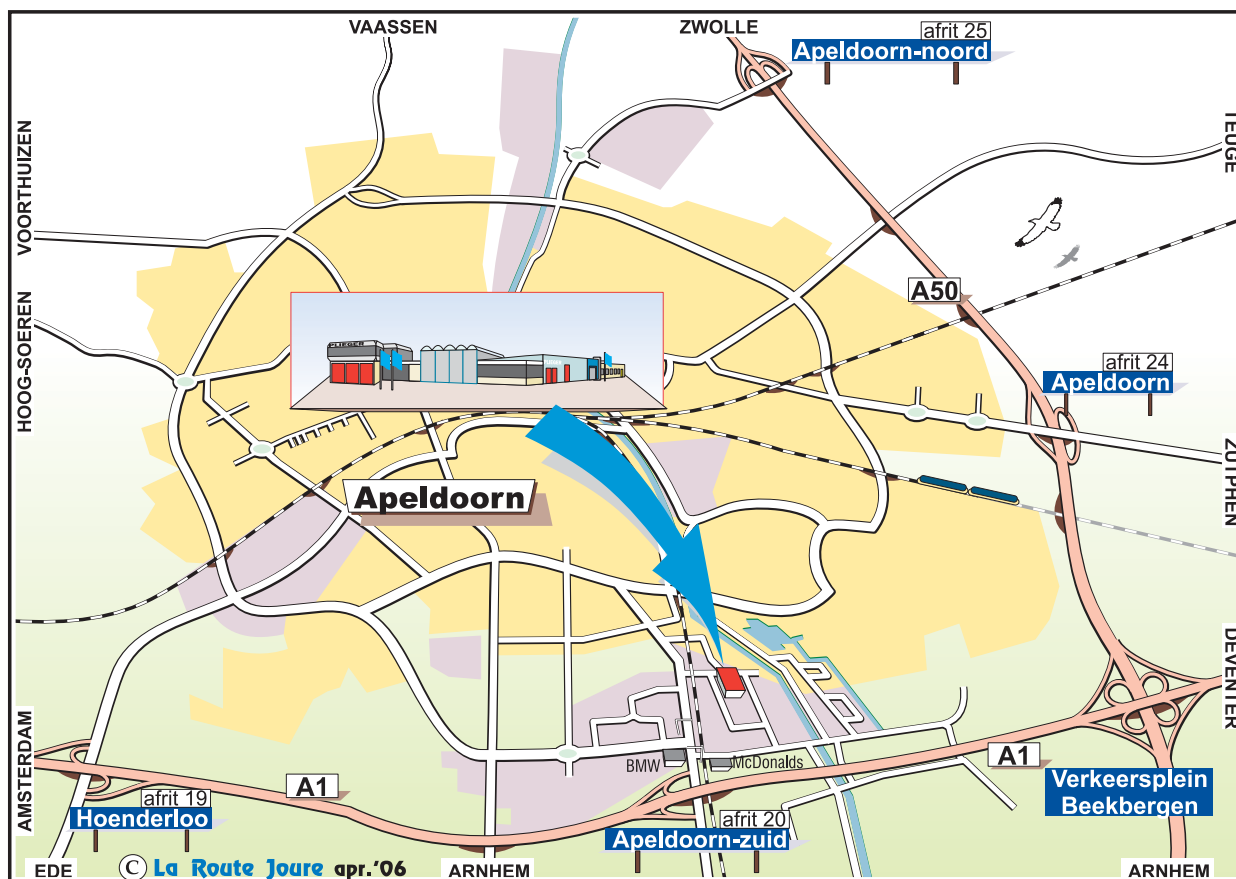 VAASSEN
ZWOLLE
afrit 25
Apeldoorn-noord
VOORTHUIZEN
TEUGE
HOOG-SOEREN
A50
PLIEGER
afrit 24
Apeldoorn
ZUTPHEN
Apeldoorn
DEVENTER
AMSTERDAM
BMW
McDonalds
A1
A1
afrit 19
Hoenderloo
Verkeersplein
Beekbergen
afrit 20
Apeldoorn-zuid
EDE
C La Route Joure apr.'06
ARNHEM
ARNHEM